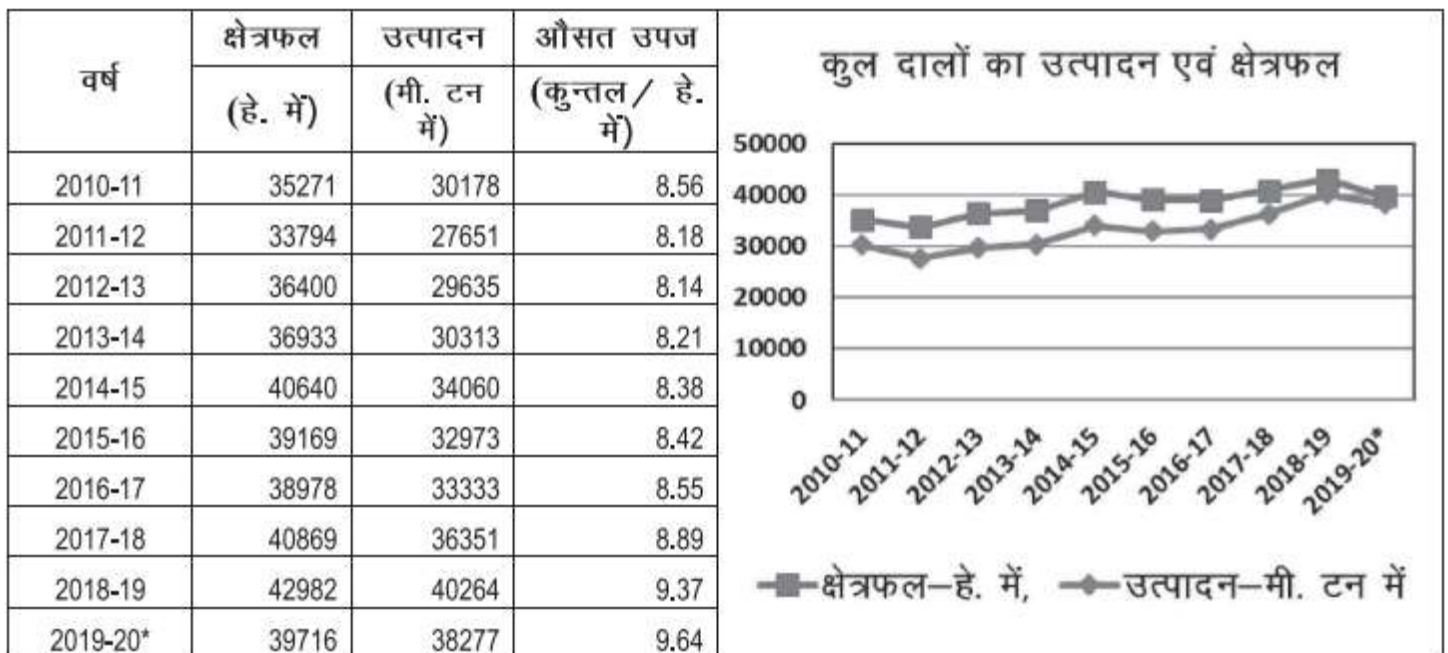 वर्ष क्षेत्रफल उत्पादन औसत उपज
(हे. में) (मी. टन में) (कुन्तल / हे. में)
2010-11 35271 30178 8.56
2011-12 33794 27651 8.18
2012-13 36400 29635 8.14
2013-14 36933 30313 8.21
2014-15 40640 34060 8.38
2015-16 39169 32973 8.42
2016-17 38978 33333 8.55
2017-18 40869 36351 8.89
2018-19 42982 40264 9.37
2019-20* 39716 38277 9.64
कुल दालों का उत्पादन एवं क्षेत्रफल
50000
40000
30000
20000
10000
0
2010-11 2011-12 2012-13 2013-14 2014-15 2015-16 2016-17 2017-18 2018-19 2019-20*
क्षेत्रफल–हे. में, उत्पादन–मी. टन में